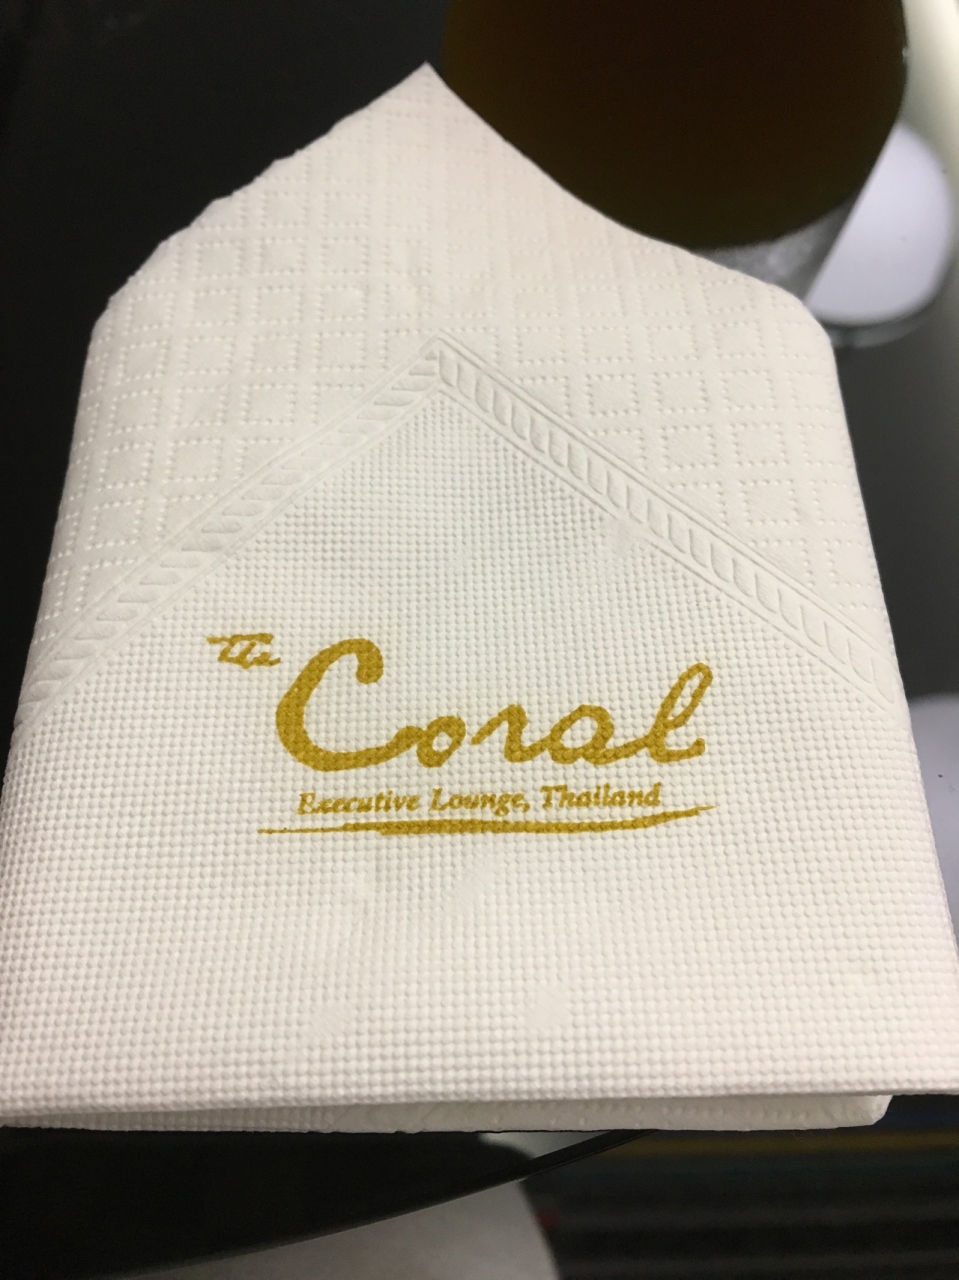 The Coral
Executive Lounge, Thailand